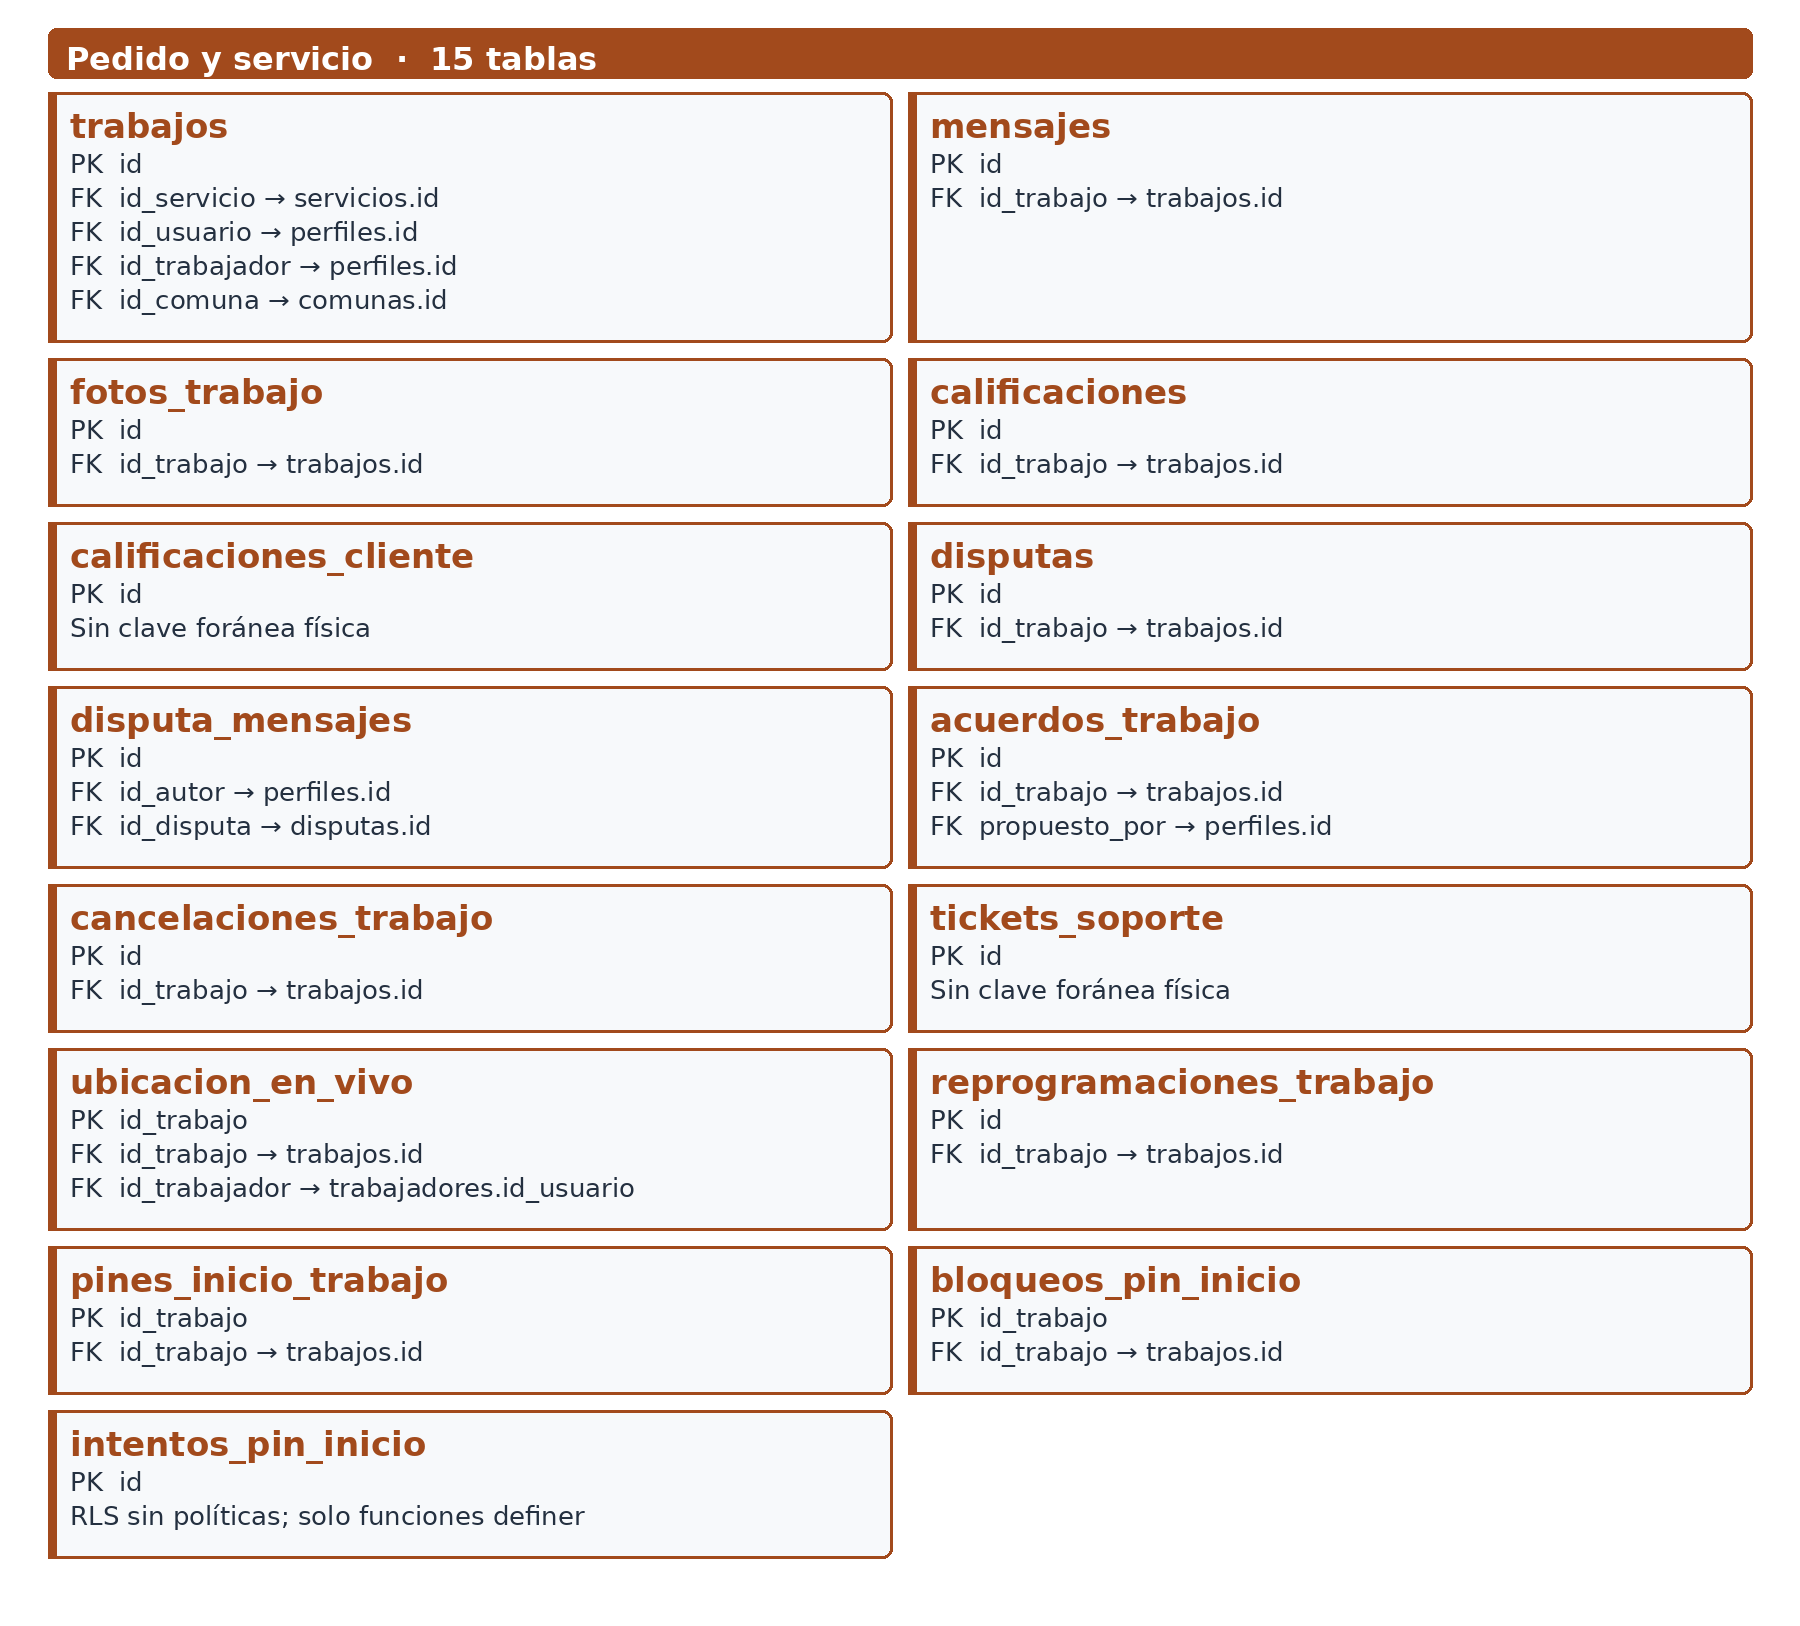 Pedido y servicio · 15 tablas
trabajos
PK id
FK id_servicio → servicios.id
FK id_usuario → perfiles.id
FK id_trabajador → perfiles.id
FK id_comuna → comunas.id
mensajes
PK id
FK id_trabajo → trabajos.id
fotos_trabajo
PK id
FK id_trabajo → trabajos.id
calificaciones
PK id
FK id_trabajo → trabajos.id
calificaciones_cliente
PK id
Sin clave foránea física
disputas
PK id
FK id_trabajo → trabajos.id
disputa_mensajes
PK id
FK id_autor → perfiles.id
FK id_disputa → disputas.id
acuerdos_trabajo
PK id
FK id_trabajo → trabajos.id
FK propuesto_por → perfiles.id
cancelaciones_trabajo
PK id
FK id_trabajo → trabajos.id
tickets_soporte
PK id
Sin clave foránea física
ubicacion_en_vivo
PK id_trabajo
FK id_trabajo → trabajos.id
FK id_trabajador → trabajadores.id_usuario
reprogramaciones_trabajo
PK id
FK id_trabajo → trabajos.id
pines_inicio_trabajo
PK id_trabajo
FK id_trabajo → trabajos.id
bloqueos_pin_inicio
PK id_trabajo
FK id_trabajo → trabajos.id
intentos_pin_inicio
PK id
RLS sin políticas; solo funciones definer